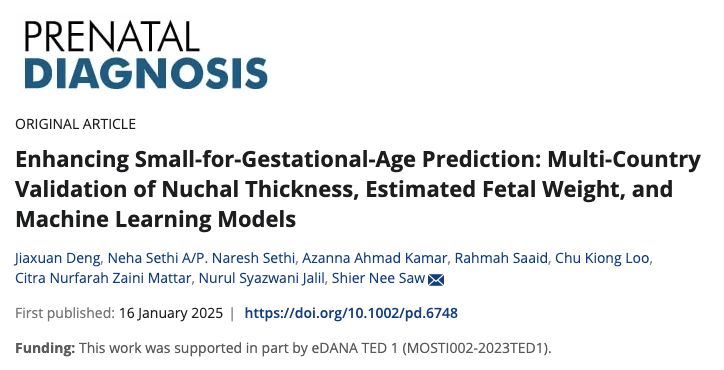 PRENATAL
DIAGNOSIS
ORIGINAL ARTICLE
Enhancing Small-for-Gestational-Age Prediction: Multi-Country
Validation of Nuchal Thickness, Estimated Fetal Weight, and
Machine Learning Models
Jiaxuan Deng, Neha Sethi A/P. Naresh Sethi, Azanna Ahmad Kamar, Rahmah Saaid, Chu Kiong Loo,
Citra Nurfarah Zaini Mattar, Nurul Syazwani Jalil, Shier Nee Saw
First published: 16 January 2025 | https://doi.org/10.1002/pd.6748
Funding: This work was supported in part by eDANA TED 1 (MOSTI002-2023TED1).